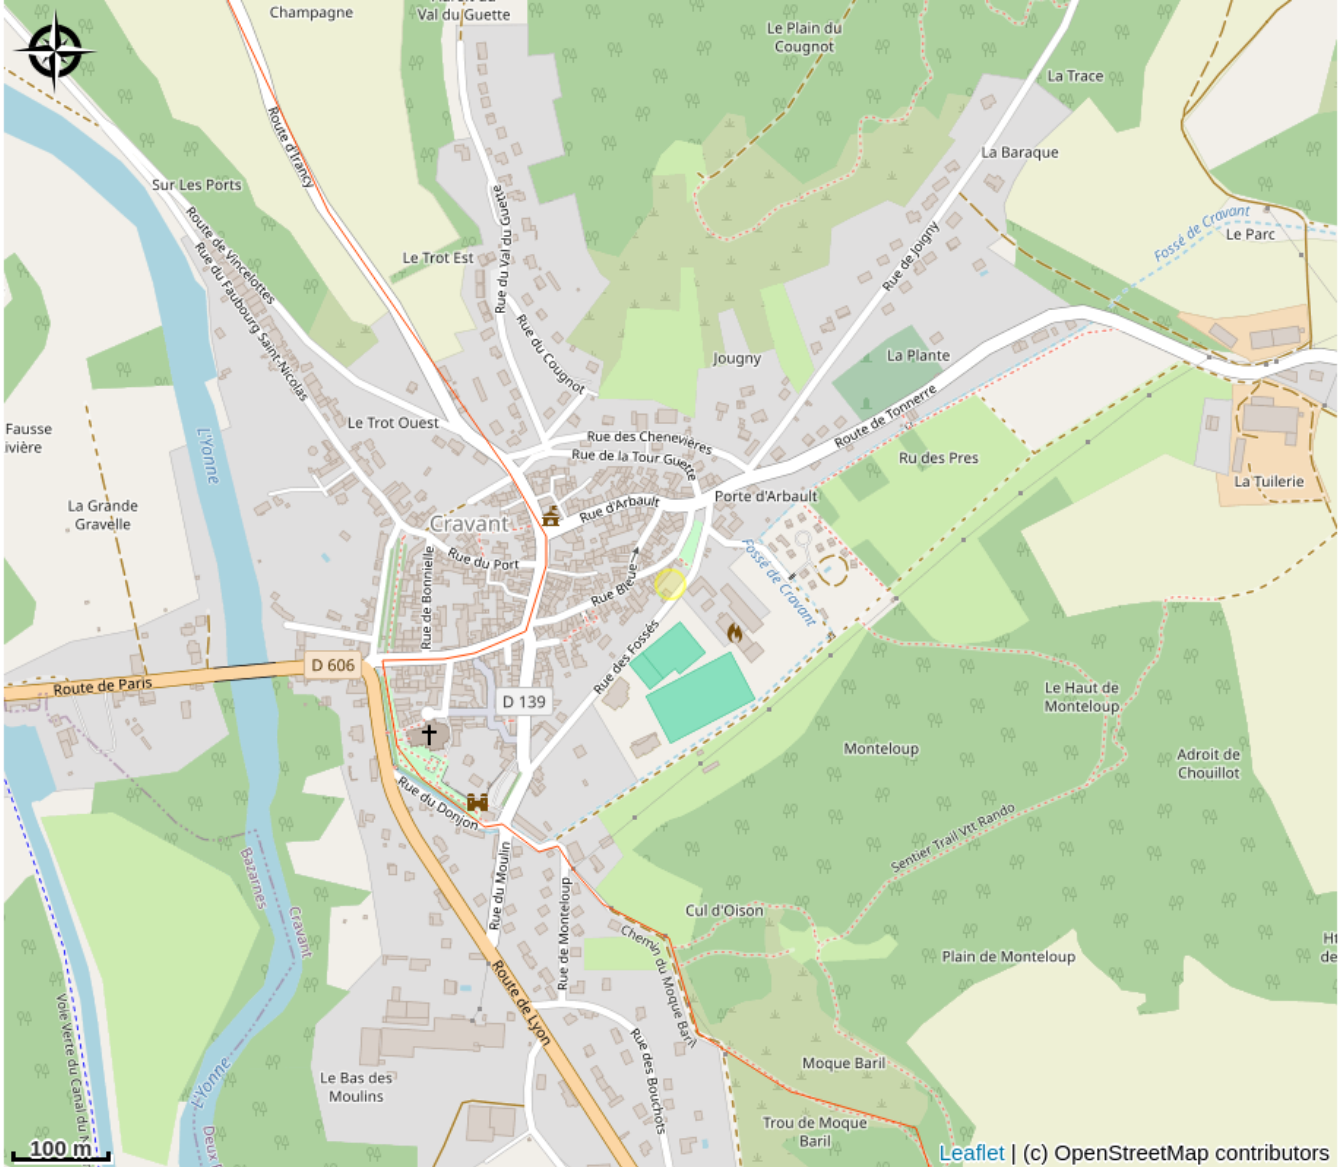 Champagne
Val du Guette
Le Plain du
Cougnot
La Trace
Route d'Irancy
La Baraque
Sur Les Ports
Route de Vincelottes
Rue du Faubourg Saint-Nicolas
Rue du Val du Guette
Le Trot Est
Rue de Joigny
Fossé de Cravant
Le Parc
Rue du Cougnot
Jougny
La Plante
Le Trot Ouest
Route de Tonnerre
Fausse
ivière
L'Yonne
Rue des Chenevières
Rue de la Tour Guette
Ru des Pres
La Tuilerie
La Grande
Gravelle
Cravant
Rue d'Arbault
Porte d'Arbault
Rue du Port
Rue de Bonnielle
Rue Bleue
Fossé de Cravant
Rue des Fossés
D 606
Route de Paris
D 139
Le Haut de
Monteloup
Monteloup
Adroit de
Chouillot
Rue du Donjon
Sentier Trail Vtt Rando
Bazarnes
Cravant
Rue du Moulin
Rue de Monteloup
Cul d'Oison
Chemin du Moque Baril
Plain de Monteloup
Route de Lyon
Voie Verte du Canal du
Rue des Bouchots
Moque Baril
Le Bas des
Moulins
L'Yonne
Trou de Moque
Baril
100 m
Leaflet | (c) OpenStreetMap contributors